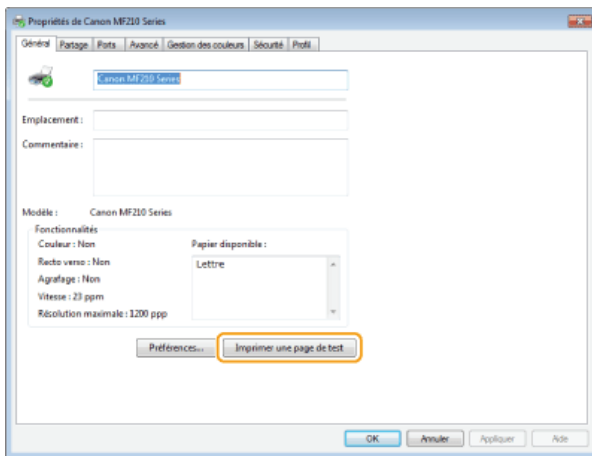 Propriétés de Canon MF210 Series
Général Partage Ports Avancé Gestion des couleurs Sécurité Profil
Canon MF210 Series
Emplacement :
Commentaire :
Modèle : Canon MF210 Series
Fonctionnalités
Couleur : Non Papier disponible :
Recto verso : Non Lettre
Agrafage : Non
Vitesse : 23 ppm
Résolution maximale : 1200 ppp
Préférences... Imprimer une page de test
OK Annuler Appliquer Aide